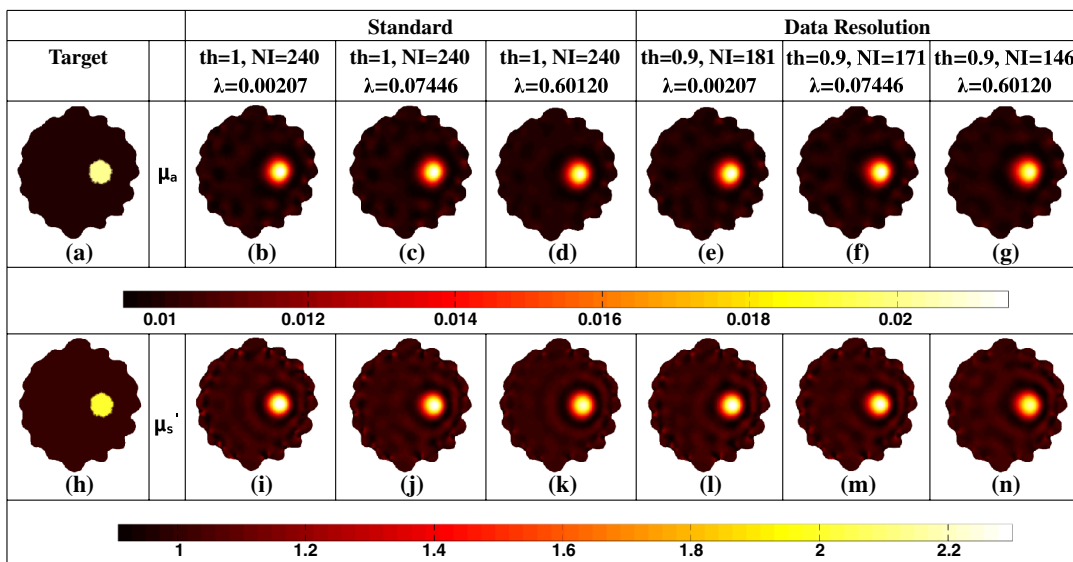 Standard Data Resolution
Target th=1, NI=240 th=1, NI=240 th=1, NI=240 th=0.9, NI=181 th=0.9, NI=171 th=0.9, NI=146
λ=0.00207 λ=0.07446 λ=0.60120 λ=0.00207 λ=0.07446 λ=0.60120
μa
(a) (b) (c) (d) (e) (f) (g)
0.01 0.012 0.014 0.016 0.018 0.02
μs'
(h) (i) (j) (k) (l) (m) (n)
1 1.2 1.4 1.6 1.8 2 2.2